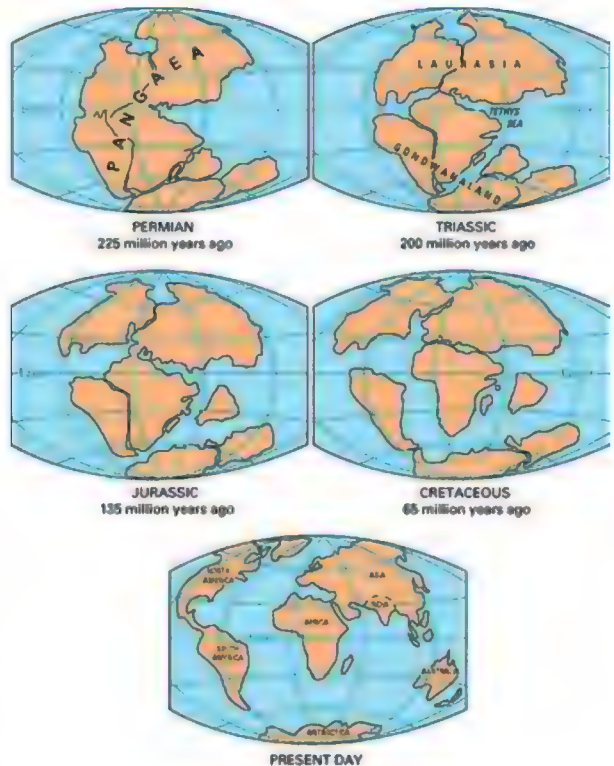 PANGAEA
PERMIAN
225 million years ago
LAURASIA
TETHYS
SEA
GONDWANALAND
TRIASSIC
200 million years ago
JURASSIC
135 million years ago
CRETACEOUS
65 million years ago
NORTH
AMERICA
ASIA
INDIA
AFRICA
SOUTH
AMERICA
AUSTRALIA
ANTARCTICA
PRESENT DAY